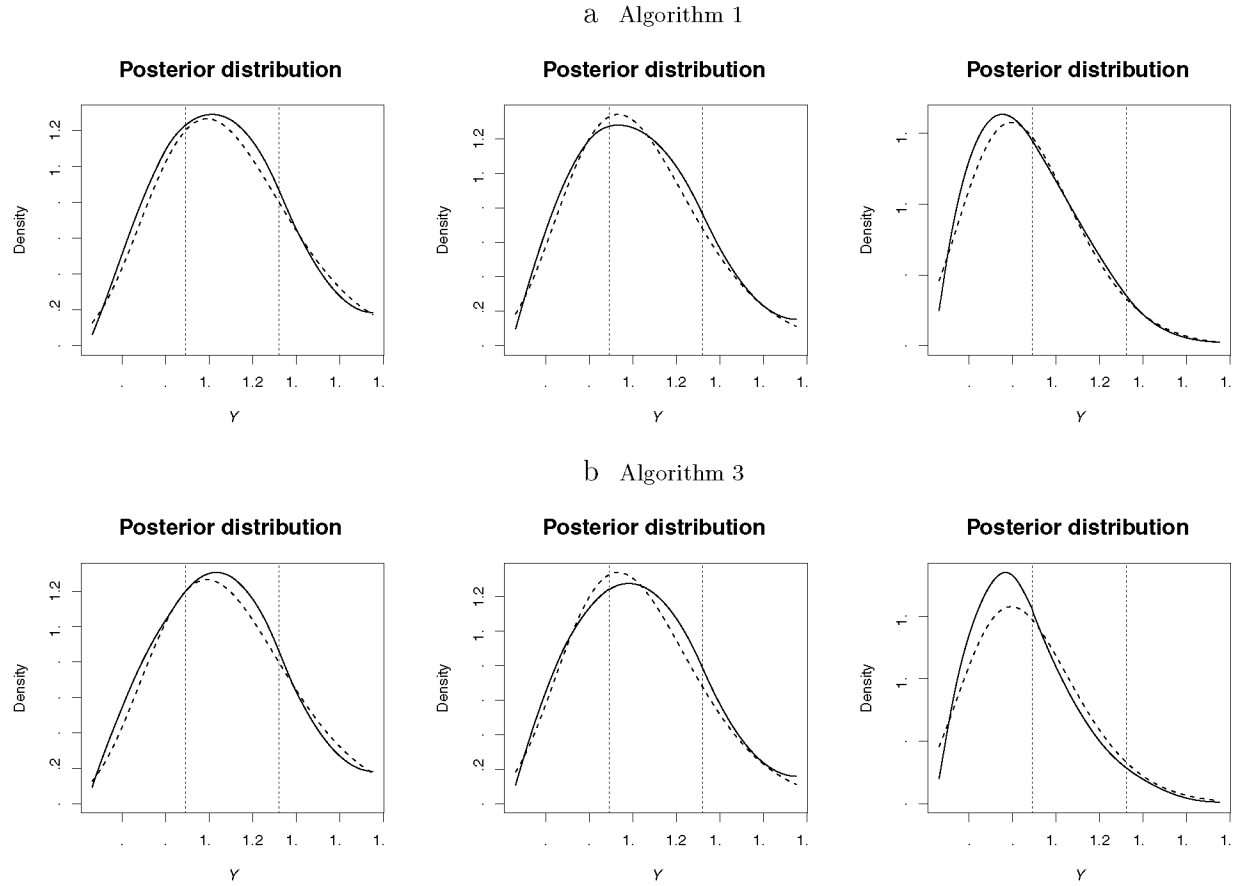 a Algorithm 1
Posterior distribution Posterior distribution Posterior distribution
1.2 1. . . . .2 . Density
. . 1. 1.2 1. 1. 1.
Y
1.2 1. . . . .2 . Density
. . 1. 1.2 1. 1. 1.
Y
1. 1. . . Density
. . 1. 1.2 1. 1. 1.
Y
b Algorithm 3
Posterior distribution Posterior distribution Posterior distribution
1.2 1. . . . .2 . Density
. . 1. 1.2 1. 1. 1.
Y
1.2 1. . . . .2 . Density
. . 1. 1.2 1. 1. 1.
Y
1. 1. . . Density
. . 1. 1.2 1. 1. 1.
Y